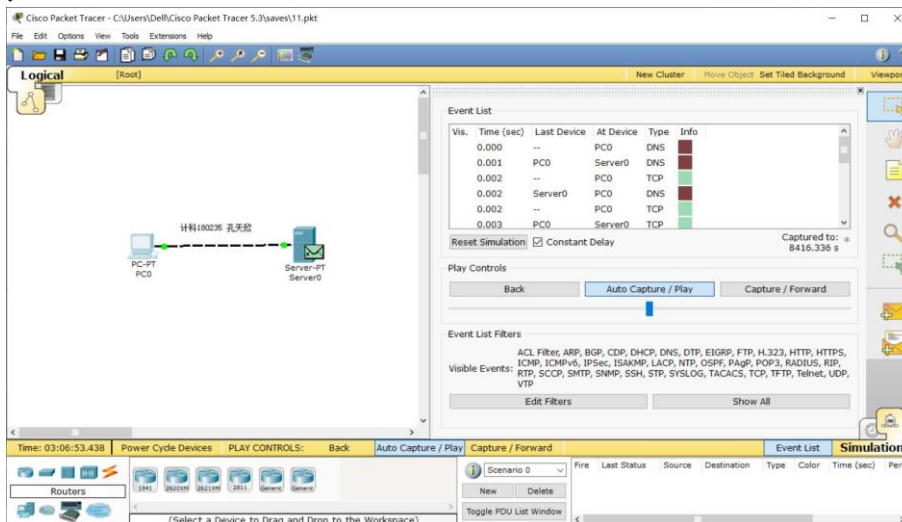 Cisco Packet Tracer - C:\Users\Dell\Cisco Packet Tracer 5.3\saves\11.pkt
File Edit Options View Tools Extensions Help
Logical [Root] New Cluster Move Object Set Tiled Background Viewpor
Event List
Vis. Time (sec) Last Device At Device Type Info
0.000 -- PC0 DNS
0.001 PC0 Server0 DNS
0.002 -- PC0 TCP
0.002 Server0 PC0 DNS
0.002 -- PC0 TCP
0.003 PC0 Server0 TCP
计科180235 孔天欣
PC-PT
PC0
Server-PT
Server0
Reset Simulation Constant Delay Captured to: *
8416.336 s
Play Controls
Back Auto Capture / Play Capture / Forward
Event List Filters
Visible Events: ACL Filter, ARP, BGP, CDP, DHCP, DNS, DTP, EIGRP, FTP, H.323, HTTP, HTTPS,
ICMP, ICMPv6, IPSec, ISAKMP, LACP, NTP, OSPF, PAgP, POP3, RADIUS, RIP,
RTP, SCCP, SMTP, SNMP, SSH, STP, SYSLOG, TACACS, TCP, TFTP, Telnet, UDP,
VTP
Edit Filters Show All
Time: 03:06:53.438 Power Cycle Devices PLAY CONTROLS: Back Auto Capture / Play Capture / Forward Event List Simulation
Routers
1841 2620XM 2621XM 2811 Generic Generic
(Select a Device to Drag and Drop to the Workspace)
Scenario 0
New Delete
Toggle PDU List Window
Fire Last Status Source Destination Type Color Time (sec) Per